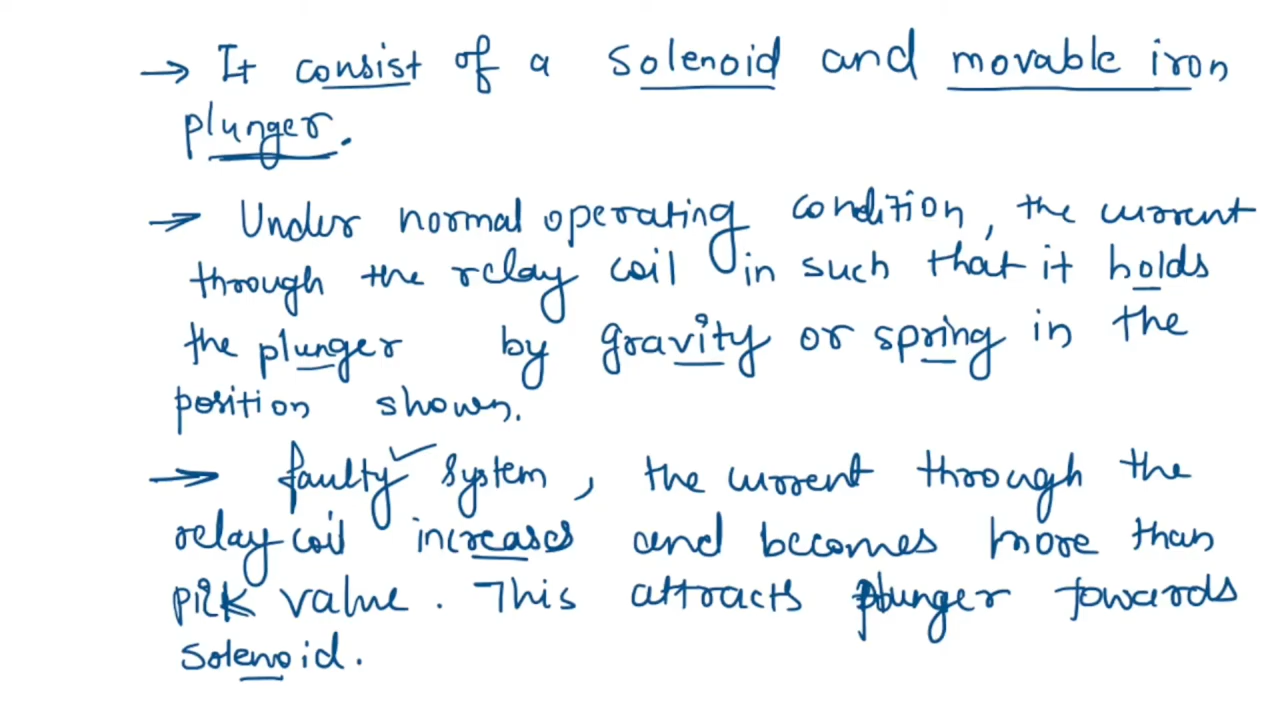 → It consist of a solenoid and movable iron
plunger.
→ Under normal operating condition, the current
through the relay coil in such that it holds
the plunger by gravity or spring in the
position shown.
→ faulty system, the current through the
relay coil increases and becomes more than
pick value. This attracts plunger towards
solenoid.